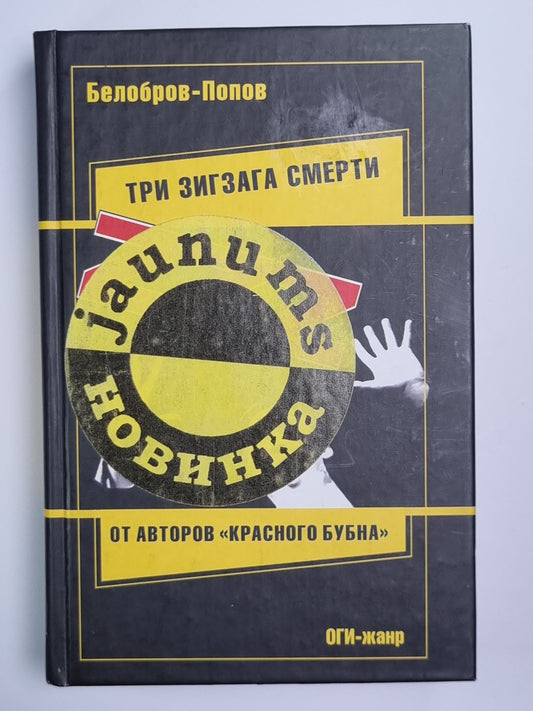 Белобров-Попов
ТРИ ЗИГЗАГА СМЕРТИ
jaunums
новинка
ОТ АВТОРОВ «КРАСНОГО БУБНА»
ОГИ-жанр